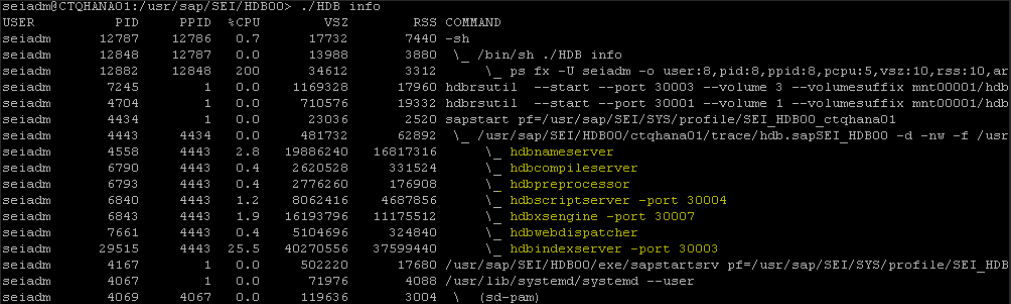 seiadm@CTQHANA01:/usr/sap/SEI/HDB00> ./HDB info
USER PID PPID %CPU VSZ RSS COMMAND
seiadm 12787 12786 0.7 17732 7440 -sh
seiadm 12848 12787 0.0 13988 3880 \_ /bin/sh ./HDB info
seiadm 12882 12848 200 34612 3312 \_ ps fx -U seiadm -o user:8,pid:8,ppid:8,pcpu:5,vsz:10,rss:10,ar
seiadm 7245 1 0.0 1169328 17960 hdbrsutil --start --port 30003 --volume 3 --volumesuffix mnt00001/hdb
seiadm 4704 1 0.0 710576 19332 hdbrsutil --start --port 30001 --volume 1 --volumesuffix mnt00001/hdb
seiadm 4434 1 0.0 23036 2520 sapstart pf=/usr/sap/SEI/SYS/profile/SEI_HDB00_ctqhana01
seiadm 4443 4434 0.0 481732 62892 \_ /usr/sap/SEI/HDB00/ctqhana01/trace/hdb.sapSEI_HDB00 -d -nw -f /usr
seiadm 4558 4443 2.8 19886240 16817316 \_ hdbnameserver
seiadm 6790 4443 0.4 2620528 331524 \_ hdbcompileserver
seiadm 6793 4443 0.4 2776260 176908 \_ hdbpreprocessor
seiadm 6840 4443 1.2 8062416 4687856 \_ hdbscriptserver -port 30004
seiadm 6843 4443 1.9 16193796 11175512 \_ hdbxsengine -port 30007
seiadm 7661 4443 0.4 5104696 324840 \_ hdbwebdispatcher
seiadm 29515 4443 25.5 40270556 37599440 \_ hdbindexserver -port 30003
seiadm 4167 1 0.0 502220 17680 /usr/sap/SEI/HDB00/exe/sapstartsrv pf=/usr/sap/SEI/SYS/profile/SEI_HDB
seiadm 4067 1 0.0 71976 4088 /usr/lib/systemd/systemd --user
seiadm 4069 4067 0.0 119636 3004 \_ (sd-pam)